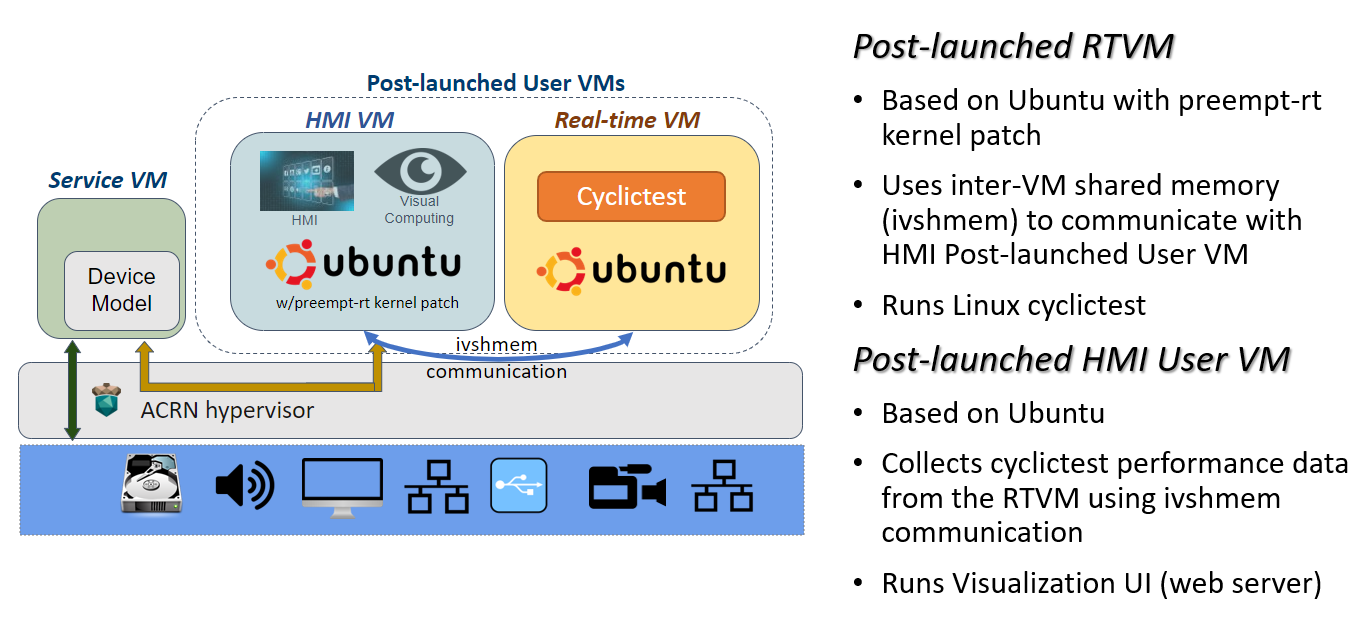 Post-launched User VMs
HMI VM
Real-time VM
Service VM
Device
Model
HMI
Visual
Computing
ubuntu
w/preempt-rt kernel patch
Cyclictest
ubuntu
ivshmem
communication
ACRN hypervisor
Post-launched RTVM
• Based on Ubuntu with preempt-rt
kernel patch
• Uses inter-VM shared memory
(ivshmem) to communicate with
HMI Post-launched User VM
• Runs Linux cyclictest
Post-launched HMI User VM
• Based on Ubuntu
• Collects cyclictest performance data
from the RTVM using ivshmem
communication
• Runs Visualization UI (web server)